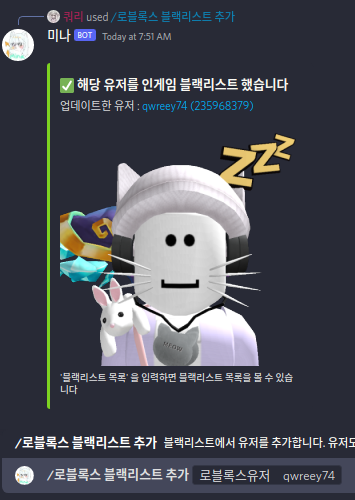 쿼리 used /로블록스 블랙리스트 추가
미나 BOT Today at 7:51 AM
✅ 해당 유저를 인게임 블랙리스트 했습니다
업데이트한 유저 : qwreey74 (235968379)
ZZZ
MEOW
'블랙리스트 목록' 을 입력하면 블랙리스트 목록을 볼 수 있습
니다
/로블록스 블랙리스트 추가 블랙리스트에서 유저를 추가합니다. 유저도
/로블록스 블랙리스트 추가 로블록스유저 qwreey74